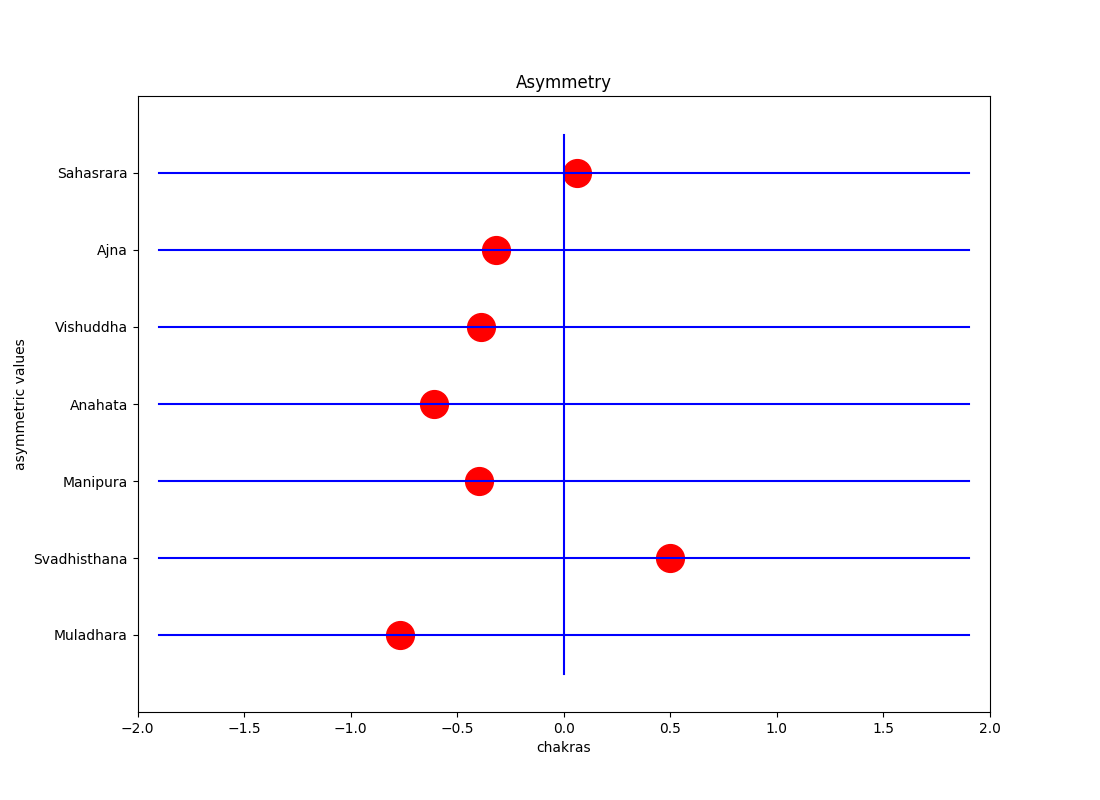 Asymmetry
Sahasrara
Ajna
Vishuddha
Anahata
Manipura
Svadhisthana
Muladhara
asymmetric values
−2.0 −1.5 −1.0 −0.5 0.0 0.5 1.0 1.5 2.0
chakras